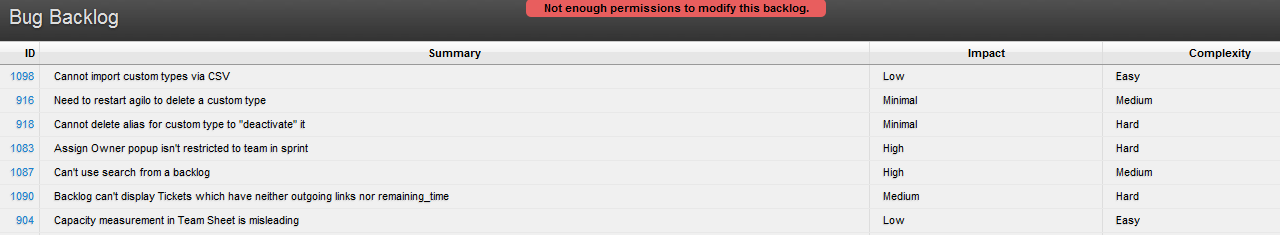 Bug Backlog
Not enough permissions to modify this backlog.
ID Summary Impact Complexity
1098 Cannot import custom types via CSV Low Easy
916 Need to restart agilo to delete a custom type Minimal Medium
918 Cannot delete alias for custom type to "deactivate" it Minimal Hard
1083 Assign Owner popup isn't restricted to team in sprint High Hard
1087 Can't use search from a backlog High Medium
1090 Backlog can't display Tickets which have neither outgoing links nor remaining_time Medium Hard
904 Capacity measurement in Team Sheet is misleading Low Easy